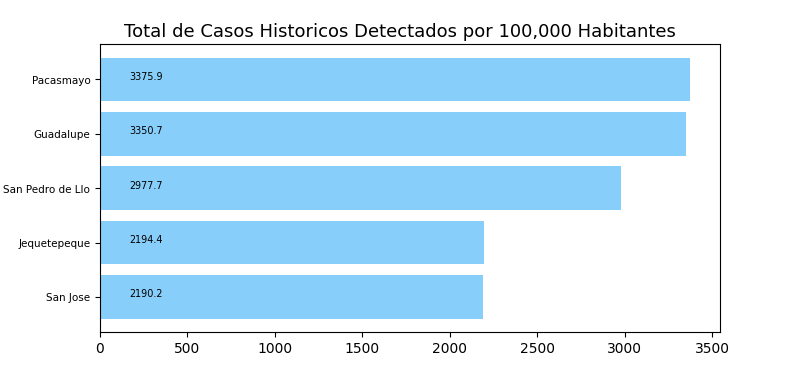 Total de Casos Historicos Detectados por 100,000 Habitantes
Pacasmayo 3375.9
Guadalupe 3350.7
San Pedro de Llo 2977.7
Jequetepeque 2194.4
San Jose 2190.2
0 500 1000 1500 2000 2500 3000 3500